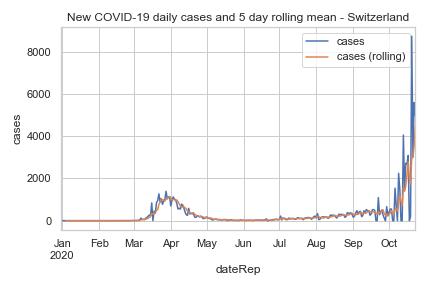 New COVID-19 daily cases and 5 day rolling mean - Switzerland
cases
cases (rolling)
8000
6000
4000
2000
0
cases
Jan Feb Mar Apr May Jun Jul Aug Sep Oct
2020
dateRep